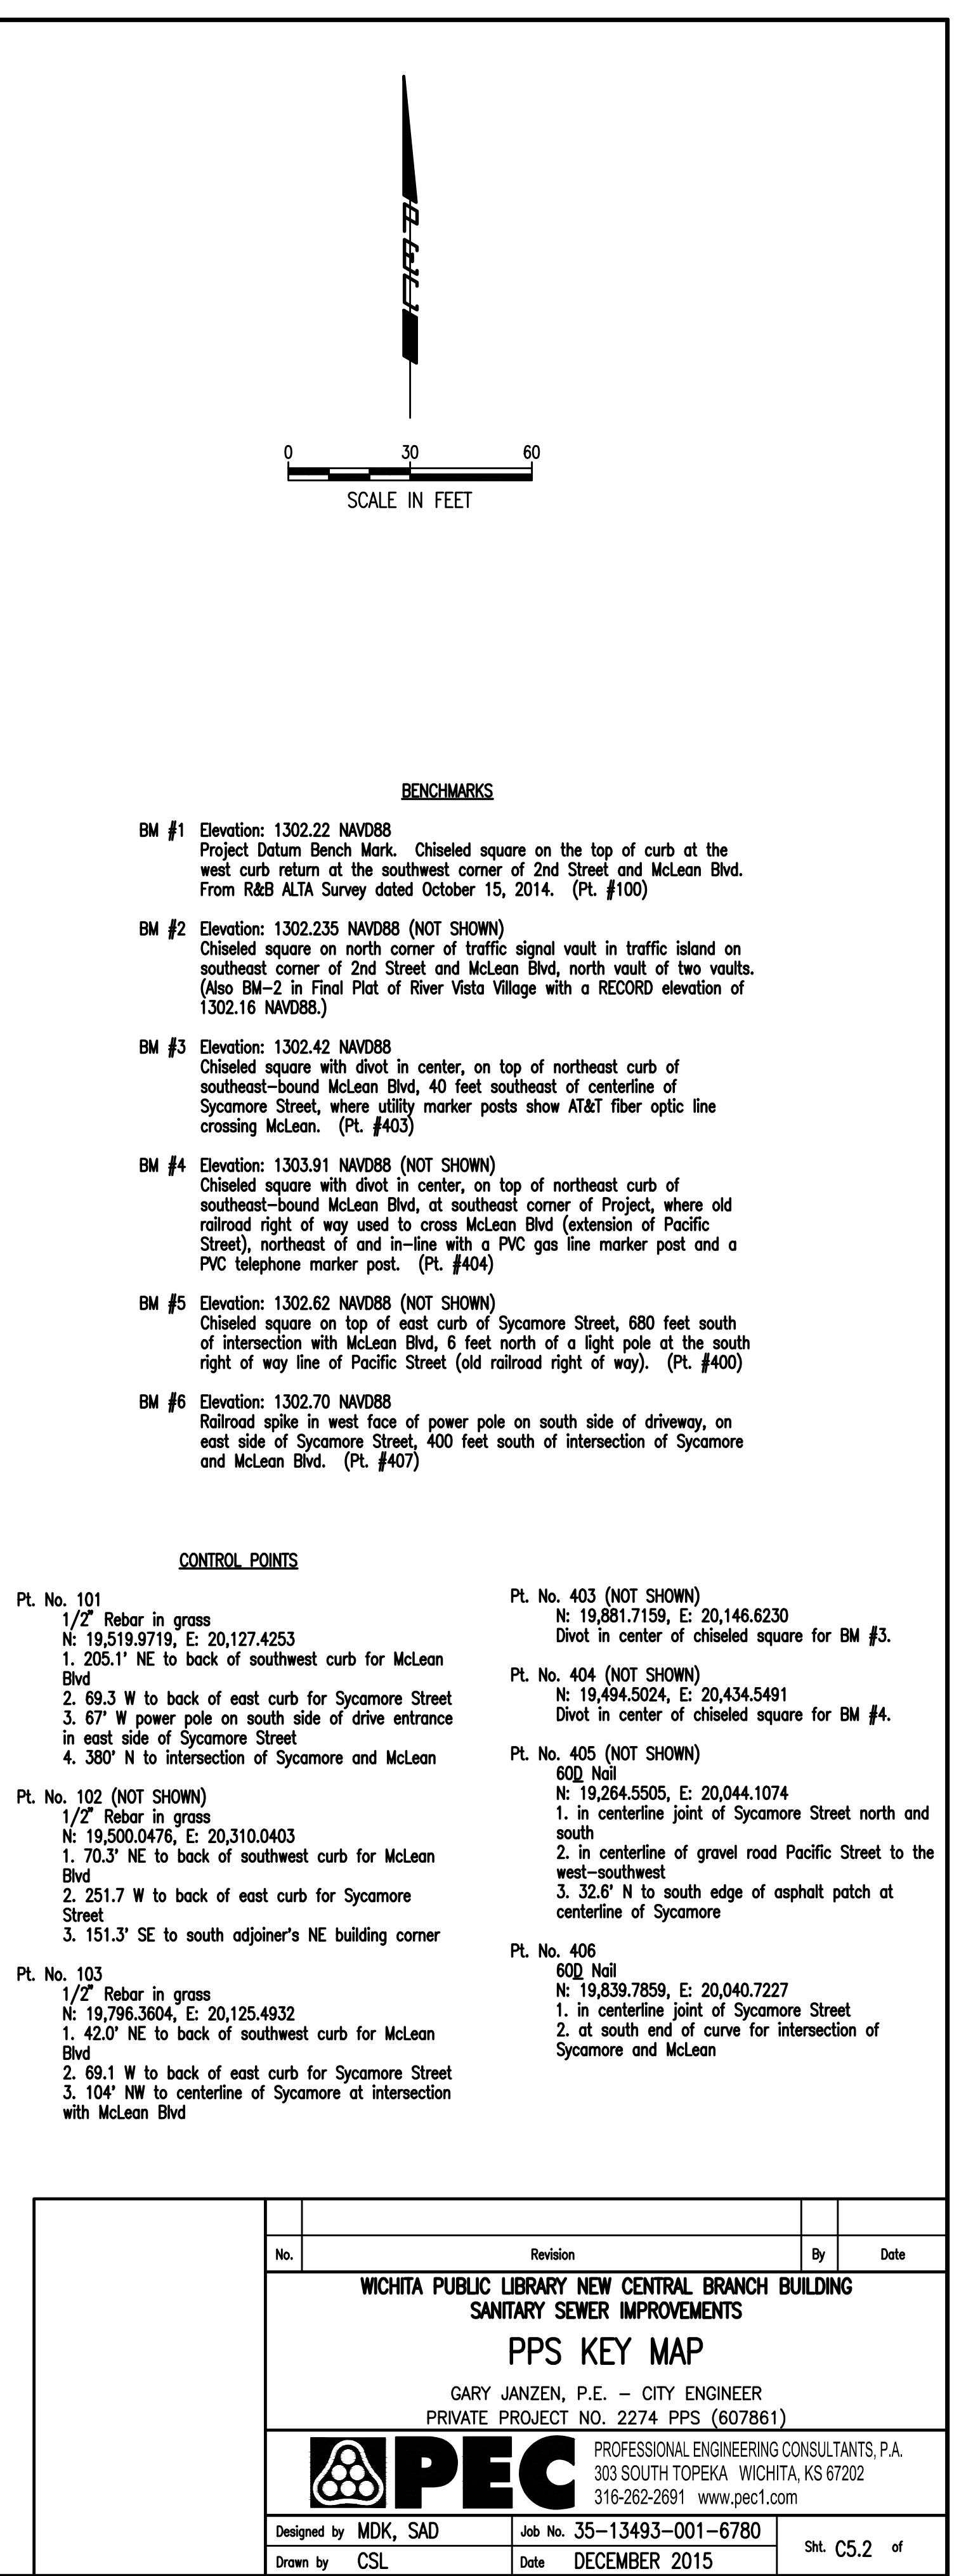 0 30 60
SCALE IN FEET
BENCHMARKS
BM #1 Elevation: 1302.22 NAVD88
Project Datum Bench Mark. Chiseled square on the top of curb at the
west curb return at the southwest corner of 2nd Street and McLean Blvd.
From R&B ALTA Survey dated October 15, 2014. (Pt. #100)
BM #2 Elevation: 1302.235 NAVD88 (NOT SHOWN)
Chiseled square on north corner of traffic signal vault in traffic island on
southeast corner of 2nd Street and McLean Blvd, north vault of two vaults.
(Also BM-2 in Final Plat of River Vista Village with a RECORD elevation of
1302.16 NAVD88.)
BM #3 Elevation: 1302.42 NAVD88
Chiseled square with divot in center, on top of northeast curb of
southeast-bound McLean Blvd, 40 feet southeast of centerline of
Sycamore Street, where utility marker posts show AT&T fiber optic line
crossing McLean. (Pt. #403)
BM #4 Elevation: 1303.91 NAVD88 (NOT SHOWN)
Chiseled square with divot in center, on top of northeast curb of
southeast-bound McLean Blvd, at southeast corner of Project, where old
railroad right of way used to cross McLean Blvd (extension of Pacific
Street), northeast of and in-line with a PVC gas line marker post and a
PVC telephone marker post. (Pt. #404)
BM #5 Elevation: 1302.62 NAVD88 (NOT SHOWN)
Chiseled square on top of east curb of Sycamore Street, 680 feet south
of intersection with McLean Blvd, 6 feet north of a light pole at the south
right of way line of Pacific Street (old railroad right of way). (Pt. #400)
BM #6 Elevation: 1302.70 NAVD88
Railroad spike in west face of power pole on south side of driveway, on
east side of Sycamore Street, 400 feet south of intersection of Sycamore
and McLean Blvd. (Pt. #407)
CONTROL POINTS
Pt. No. 101
1/2" Rebar in grass
N: 19,519.9719, E: 20,127.4253
1. 205.1' NE to back of southwest curb for McLean
Blvd
2. 69.3 W to back of east curb for Sycamore Street
3. 67' W power pole on south side of drive entrance
in east side of Sycamore Street
4. 380' N to intersection of Sycamore and McLean
Pt. No. 102 (NOT SHOWN)
1/2" Rebar in grass
N: 19,500.0476, E: 20,310.0403
1. 70.3' NE to back of southwest curb for McLean
Blvd
2. 251.7 W to back of east curb for Sycamore
Street
3. 151.3' SE to south adjoiner's NE building corner
Pt. No. 103
1/2" Rebar in grass
N: 19,796.3604, E: 20,125.4932
1. 42.0' NE to back of southwest curb for McLean
Blvd
2. 69.1 W to back of east curb for Sycamore Street
3. 104' NW to centerline of Sycamore at intersection
with McLean Blvd
Pt. No. 403 (NOT SHOWN)
N: 19,881.7159, E: 20,146.6230
Divot in center of chiseled square for BM #3.
Pt. No. 404 (NOT SHOWN)
N: 19,494.5024, E: 20,434.5491
Divot in center of chiseled square for BM #4.
Pt. No. 405 (NOT SHOWN)
60D Nail
N: 19,264.5505, E: 20,044.1074
1. in centerline joint of Sycamore Street north and
south
2. in centerline of gravel road Pacific Street to the
west-southwest
3. 32.6' N to south edge of asphalt patch at
centerline of Sycamore
Pt. No. 406
60D Nail
N: 19,839.7859, E: 20,040.7227
1. in centerline joint of Sycamore Street
2. at south end of curve for intersection of
Sycamore and McLean
No. Revision By Date
WICHITA PUBLIC LIBRARY NEW CENTRAL BRANCH BUILDING
SANITARY SEWER IMPROVEMENTS
PPS KEY MAP
GARY JANZEN, P.E. - CITY ENGINEER
PRIVATE PROJECT NO. 2274 PPS (607861)
PEC
PROFESSIONAL ENGINEERING CONSULTANTS, P.A.
303 SOUTH TOPEKA WICHITA, KS 67202
316-262-2691 www.pec1.com
Designed by MDK, SAD Job No. 35-13493-001-6780
Sht. C5.2 of
Drawn by CSL Date DECEMBER 2015